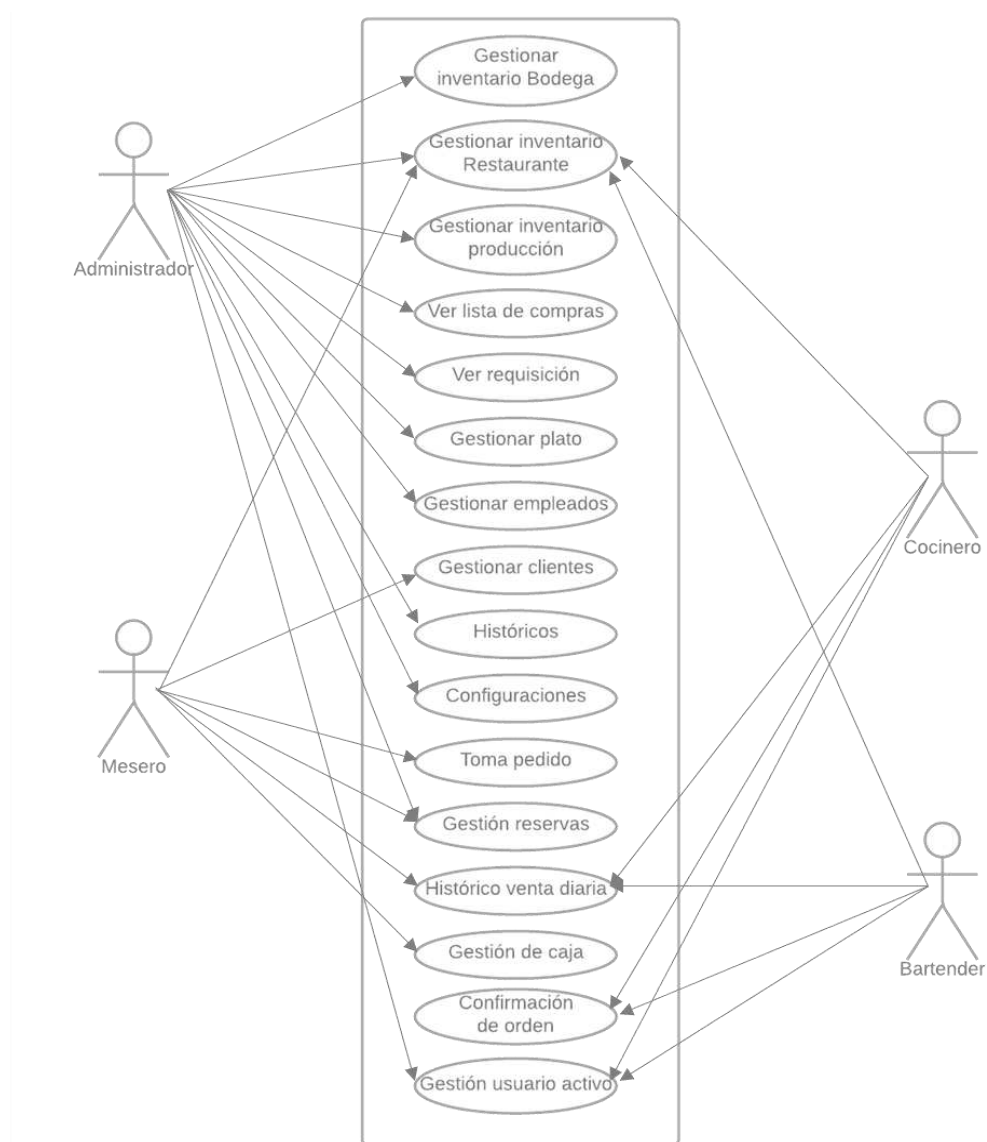 Gestionar
inventario Bodega
Gestionar inventario
Restaurante
Gestionar inventario
producción
Administrador
Ver lista de compras
Ver requisición
Gestionar plato
Gestionar empleados
Cocinero
Gestionar clientes
Históricos
Configuraciones
Mesero
Toma pedido
Gestión reservas
Histórico venta diaria
Gestión de caja
Bartender
Confirmación
de orden
Gestión usuario activo